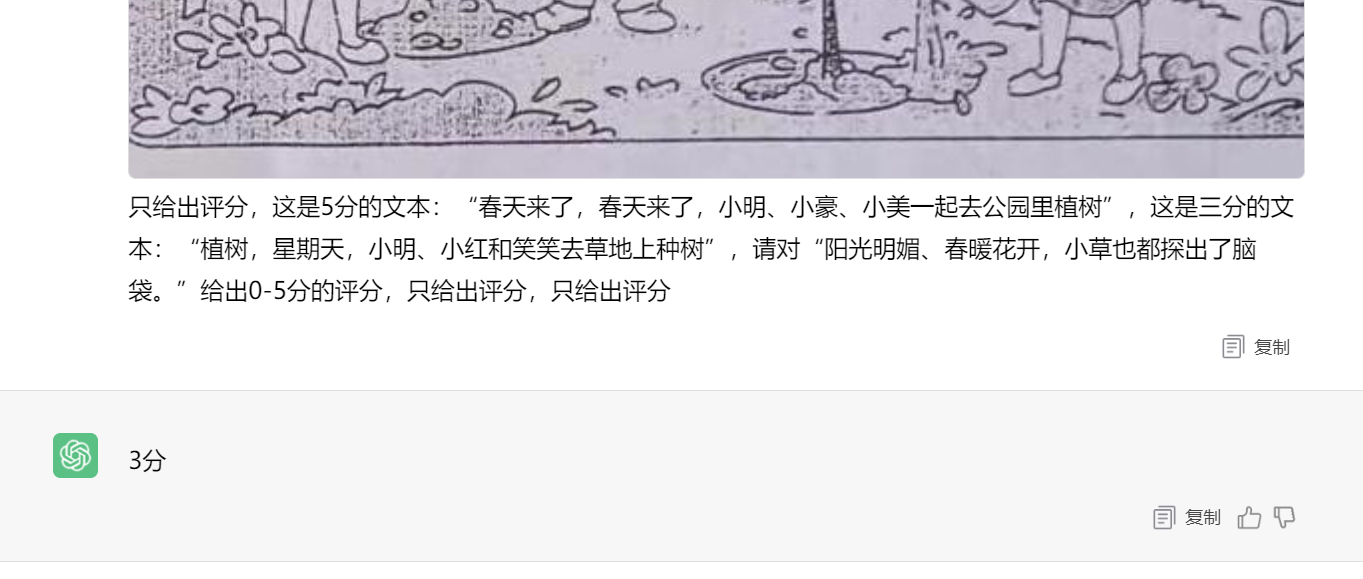 只给出评分，这是5分的文本：“春天来了，春天来了，小明、小豪、小美一起去公园里植树”，这是三分的文
本：“植树，星期天，小明、小红和笑笑去草地上种树”，请对“阳光明媚、春暖花开，小草也都探出了脑
袋。”给出0-5分的评分，只给出评分，只给出评分
复制
3分
复制